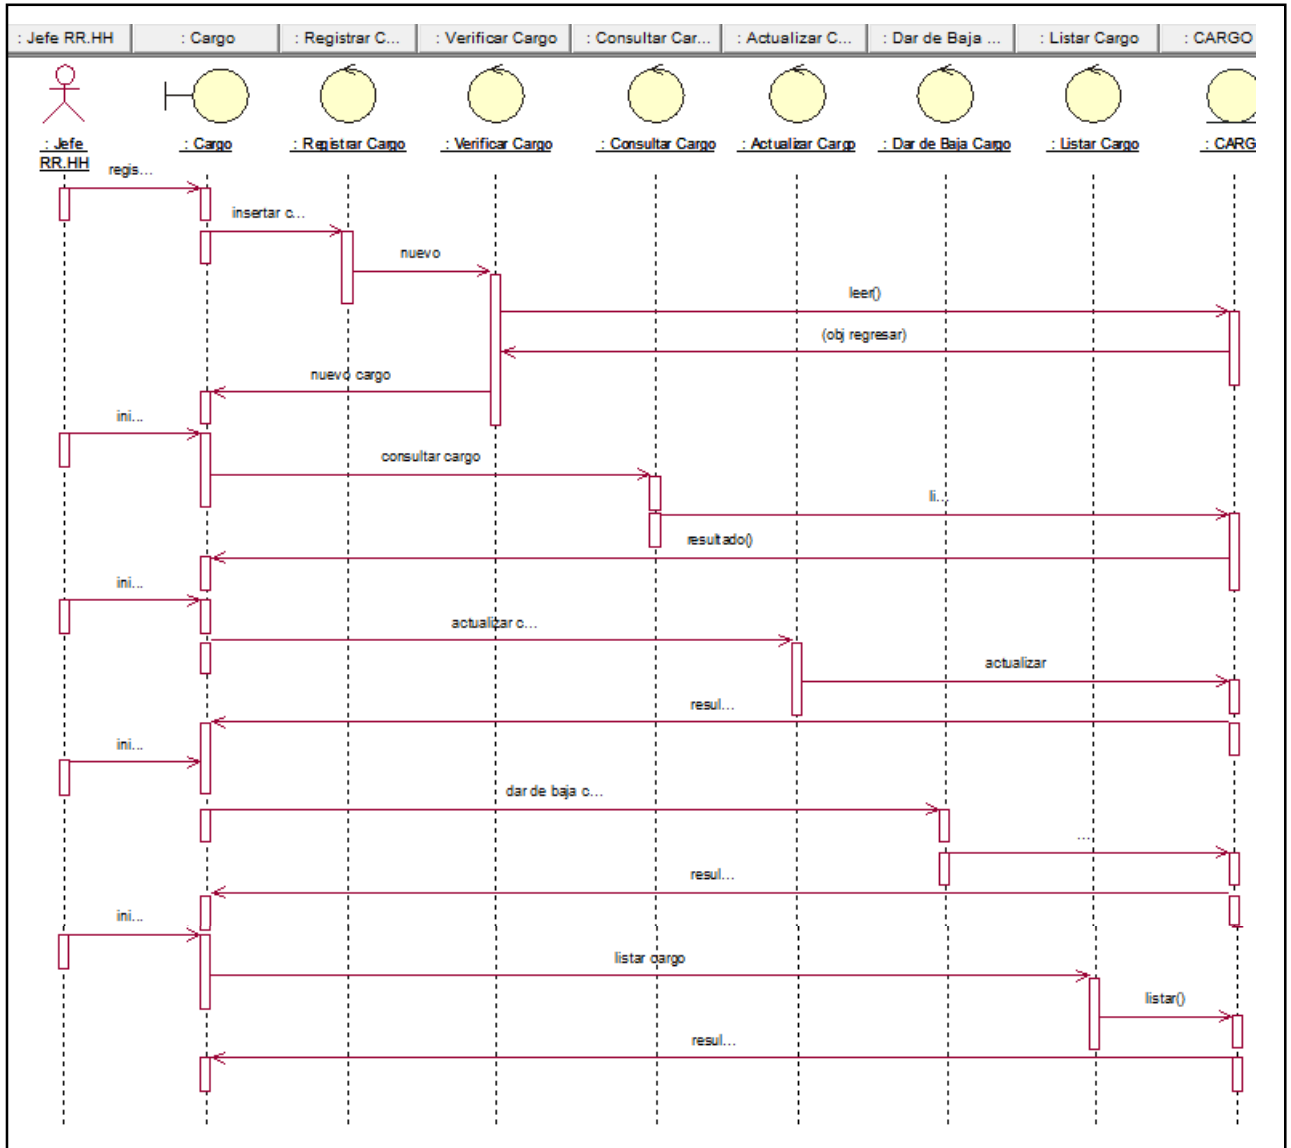 : Jefe RR.HH
: Cargo
: Registrar C...
: Verificar Cargo
: Consultar Car...
: Actualizar C...
: Dar de Baja ...
: Listar Cargo
: CARGO
: Jefe
RR.HH
: Cargo
: Registrar Cargo
: Verificar Cargo
: Consultar Cargo
: Actualizar Cargo
: Dar de Baja Cargo
: Listar Cargo
: CARG
regis...
insertar c...
nuevo
leer()
(obj regresar)
nuevo cargo
ini...
consultar cargo
li...
resultado()
ini...
actualizar c...
actualizar
resul...
ini...
dar de baja c...
...
resul...
ini...
listar cargo
listar()
resul...